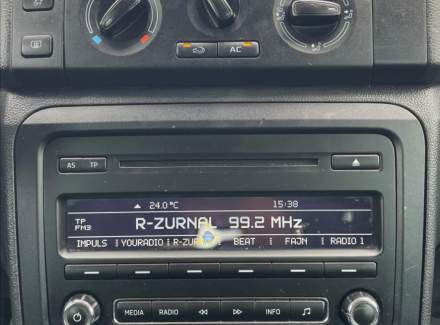 AC
AS TP
▲ 24.0°C 15:38
TP
FM3
R-ZURNAL 99.2 MHz
IMPULS YOURADIO BEAT FAJN RADIO 1
MEDIA RADIO INFO